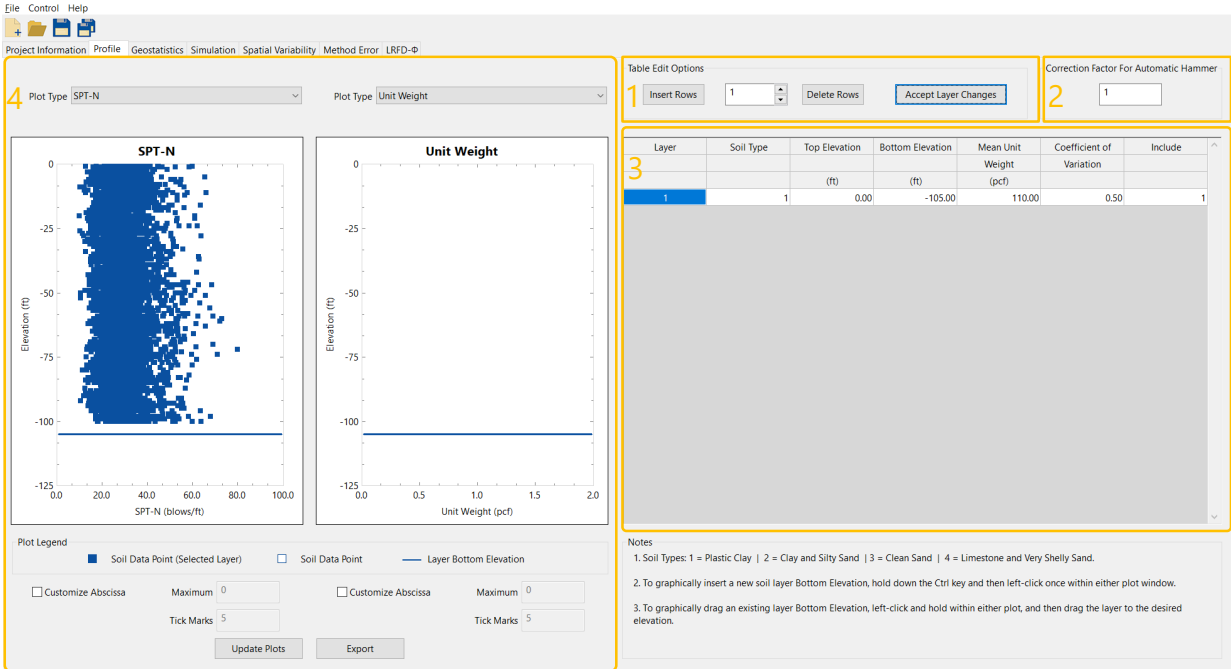 File Control Help
Project Information Profile Geostatistics Simulation Spatial Variability Method Error LRFD-Φ
4
Plot Type SPT-N
Plot Type Unit Weight
SPT-N
0
-25
-50
-75
-100
-125
Elevation (ft)
0.0 20.0 40.0 60.0 80.0 100.0
SPT-N (blows/ft)
Unit Weight
0
-25
-50
-75
-100
-125
Elevation (ft)
0.0 0.5 1.0 1.5 2.0
Unit Weight (pcf)
Plot Legend
Soil Data Point (Selected Layer) Soil Data Point Layer Bottom Elevation
Customize Abscissa Maximum 0
Tick Marks 5
Customize Abscissa Maximum 0
Tick Marks 5
Update Plots Export
Table Edit Options
1
Insert Rows 1 Delete Rows Accept Layer Changes
Correction Factor For Automatic Hammer
2
1
3
Layer Soil Type Top Elevation Bottom Elevation Mean Unit Coefficient of Include
Weight Variation
(ft) (ft) (pcf)
1 1 0.00 -105.00 110.00 0.50 1
Notes
1. Soil Types: 1 = Plastic Clay | 2 = Clay and Silty Sand | 3 = Clean Sand | 4 = Limestone and Very Shelly Sand.
2. To graphically insert a new soil layer Bottom Elevation, hold down the Ctrl key and then left-click once within either plot window.
3. To graphically drag an existing layer Bottom Elevation, left-click and hold within either plot, and then drag the layer to the desired
elevation.